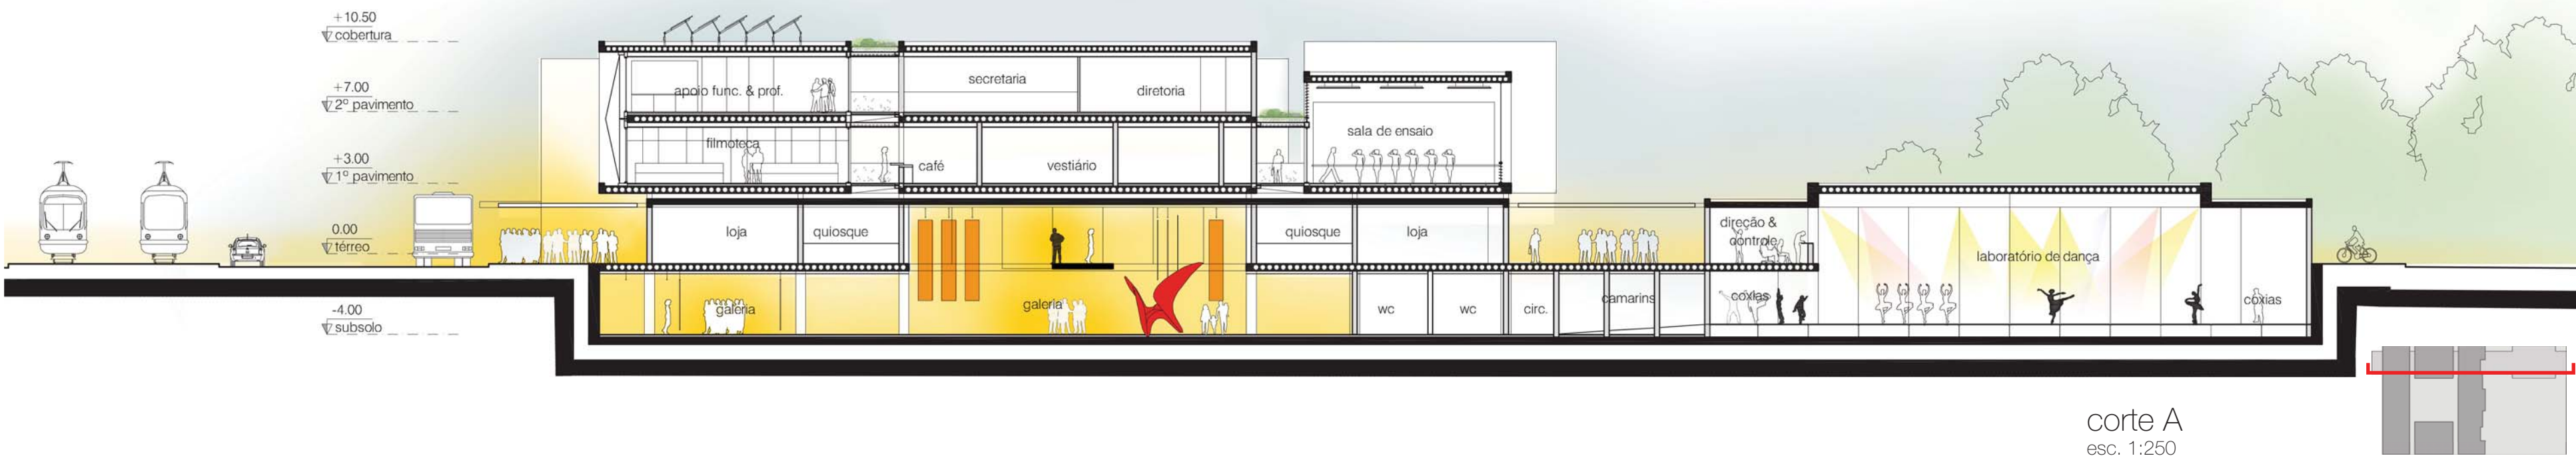 +10.50
cobertura
+7.00
2º pavimento
+3.00
1º pavimento
0.00
térreo
-4.00
subsolo
apoio func. & prof.
secretaria
diretoria
filmoteca
café
vestiário
sala de ensaio
loja
quiosque
quiosque
loja
direção &
controle
laboratório de dança
galeria
galeria
wc
wc
circ.
camarins
coxias
coxias
corte A
esc. 1:250